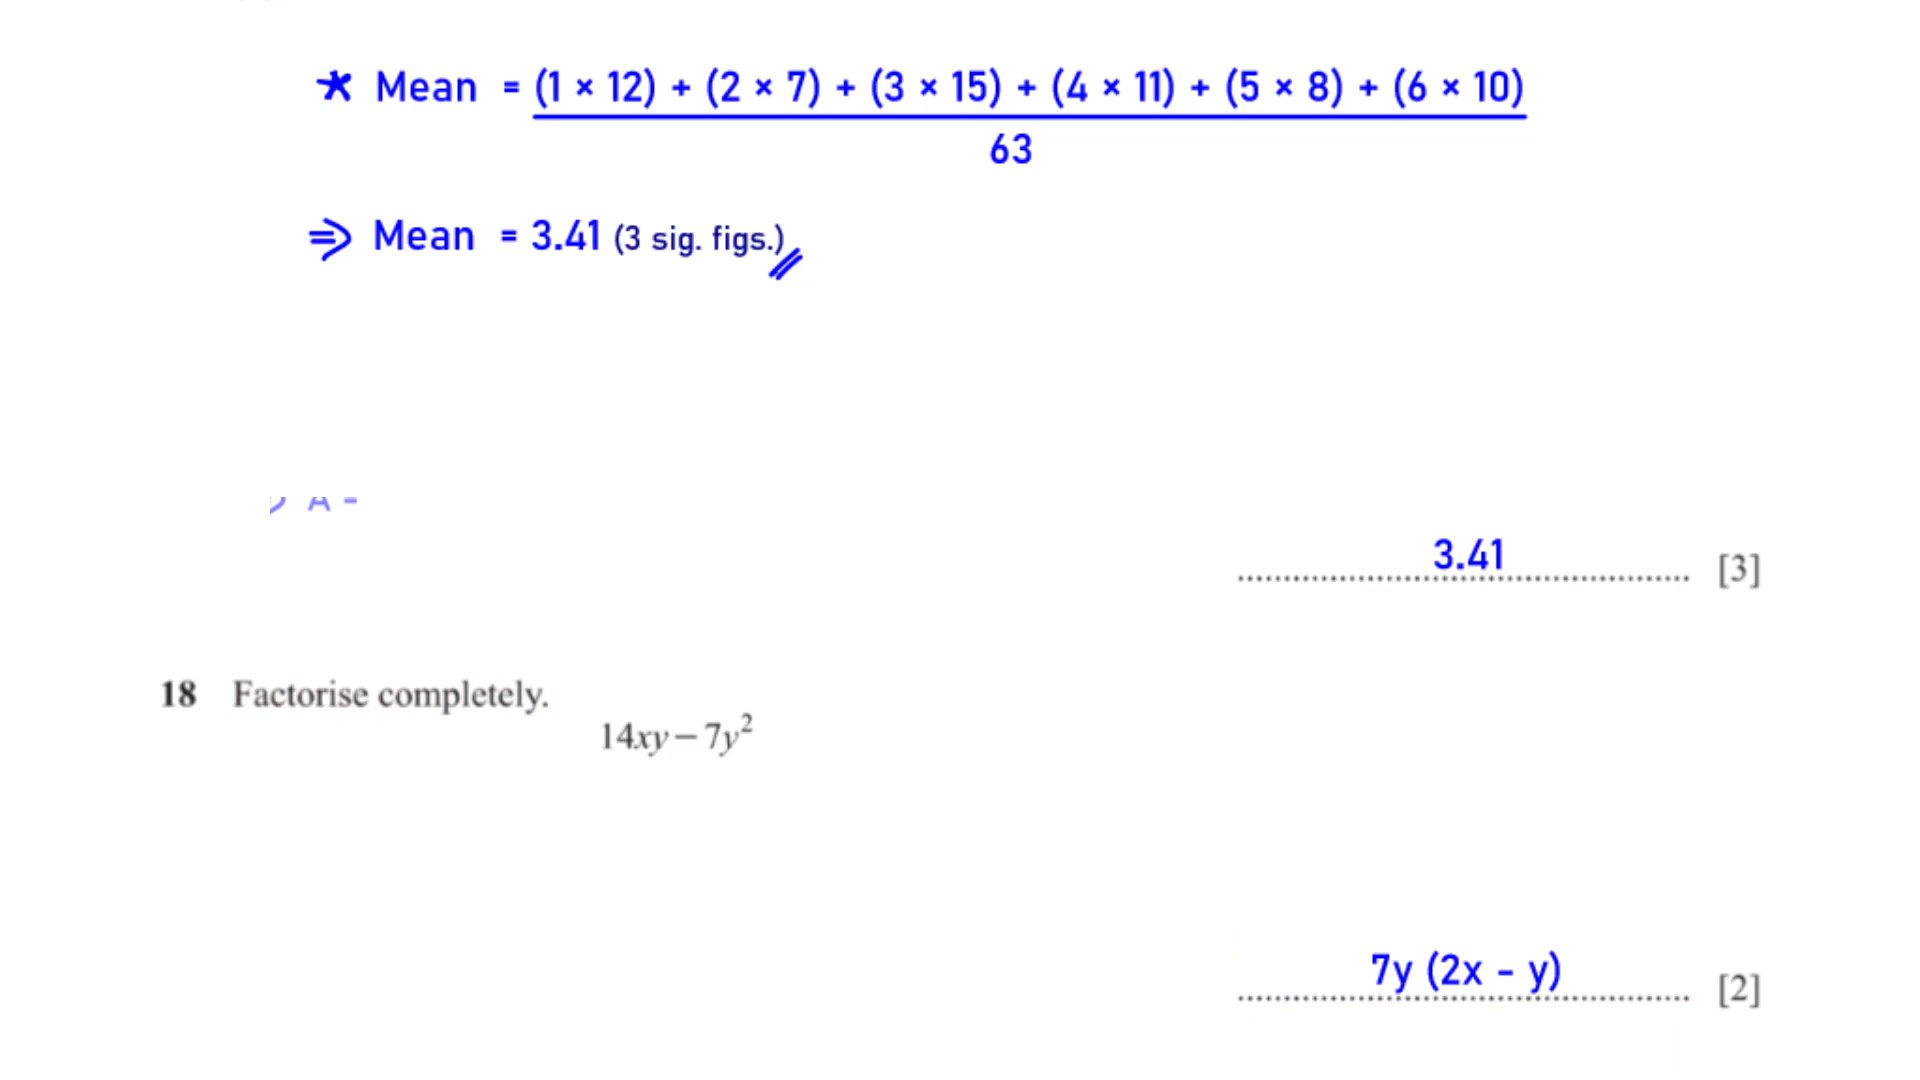 * Mean = (1 × 12) + (2 × 7) + (3 × 15) + (4 × 11) + (5 × 8) + (6 × 10)
63
⇒ Mean = 3.41 (3 sig. figs.)
A =
3.41 [3]
18 Factorise completely.
14xy − 7y²
7y (2x - y) [2]